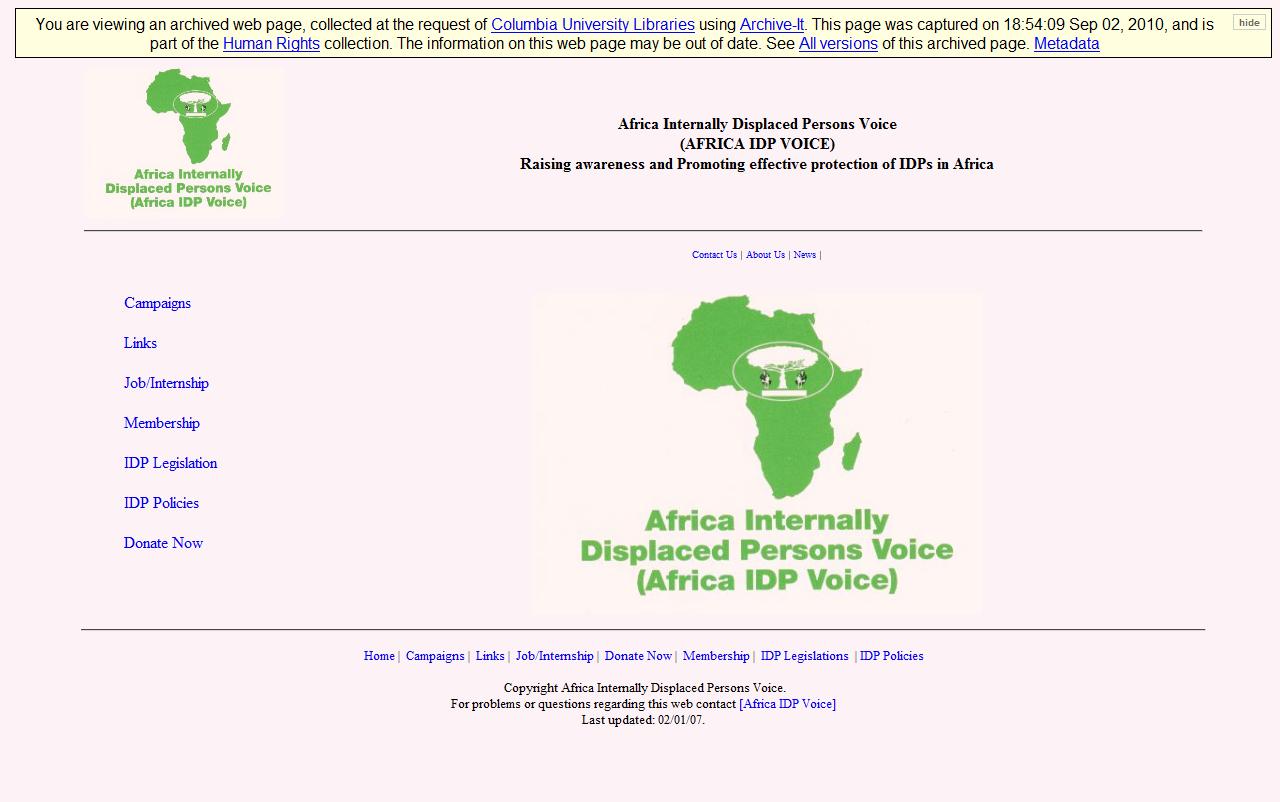 You are viewing an archived web page, collected at the request of Columbia University Libraries using Archive-It. This page was captured on 18:54:09 Sep 02, 2010, and is
part of the Human Rights collection. The information on this web page may be out of date. See All versions of this archived page. Metadata
hide
Africa Internally
Displaced Persons Voice
(Africa IDP Voice)
Africa Internally Displaced Persons Voice
(AFRICA IDP VOICE)
Raising awareness and Promoting effective protection of IDPs in Africa
Contact Us | About Us | News |
Campaigns
Links
Job/Internship
Membership
IDP Legislation
IDP Policies
Donate Now
Africa Internally
Displaced Persons Voice
(Africa IDP Voice)
Home | Campaigns | Links | Job/Internship | Donate Now | Membership | IDP Legislations | IDP Policies
Copyright Africa Internally Displaced Persons Voice.
For problems or questions regarding this web contact [Africa IDP Voice]
Last updated: 02/01/07.